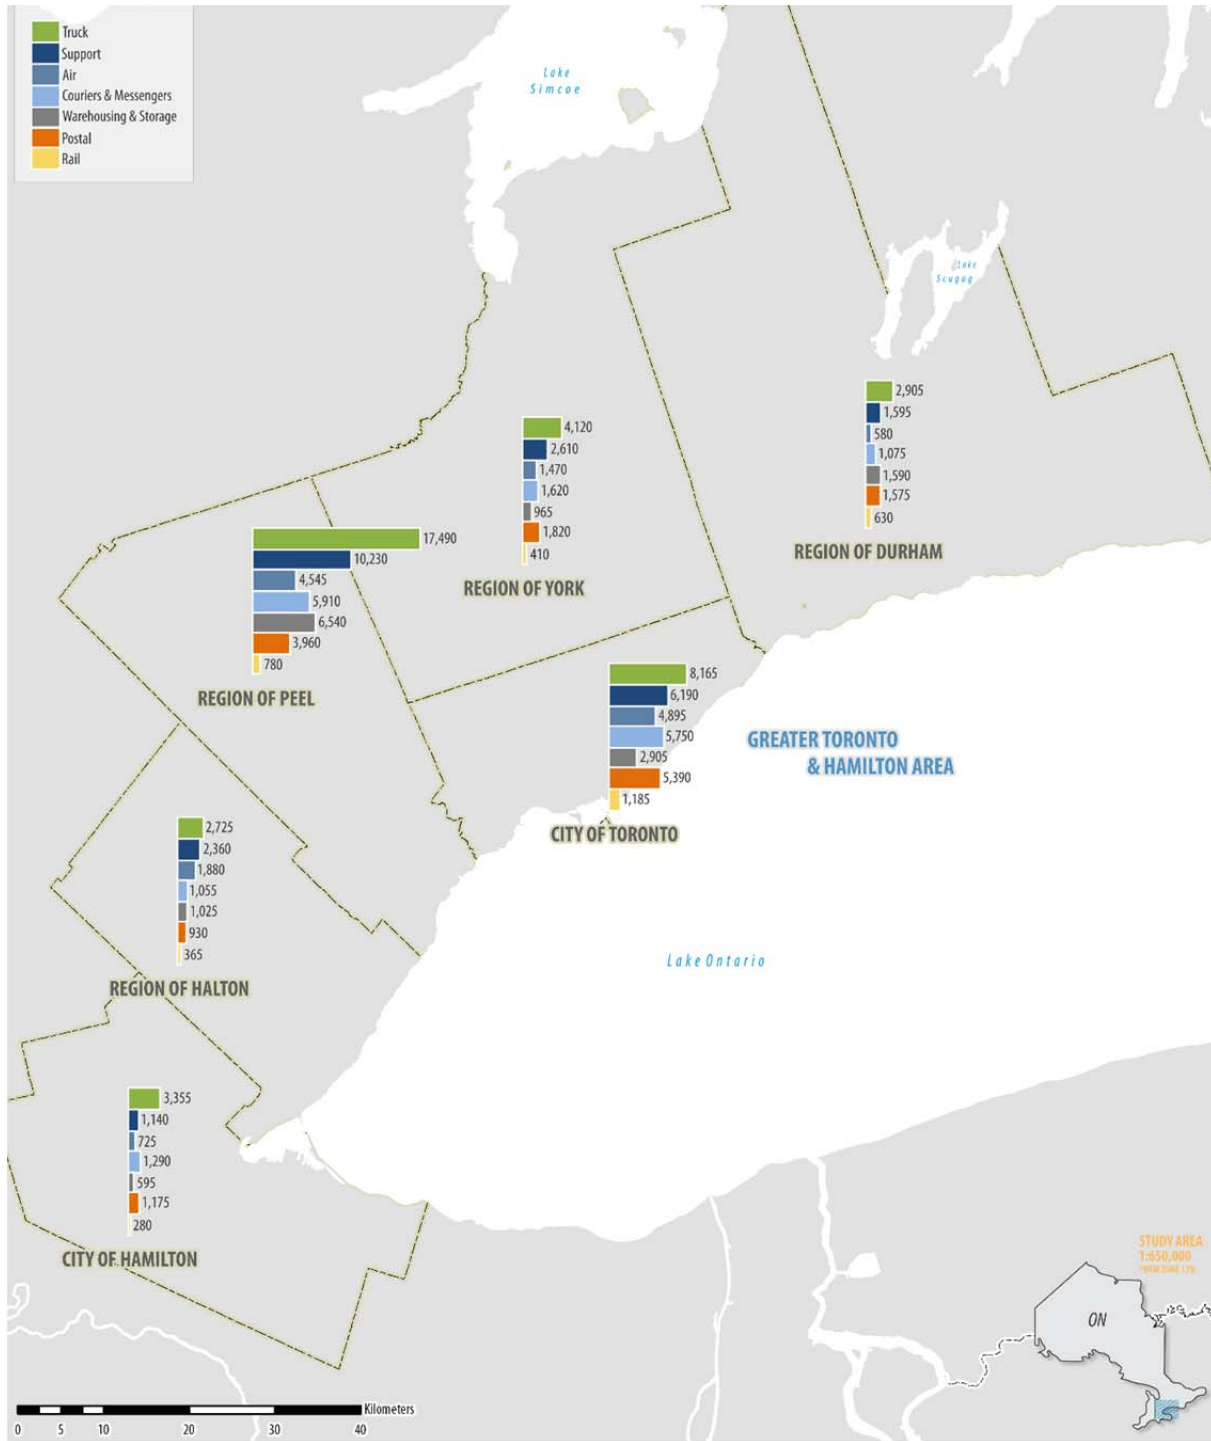 Truck
Support
Air
Couriers & Messengers
Warehousing & Storage
Postal
Rail
Lake
Simcoe
Lake
Scugog
2,905
1,595
580
1,075
1,590
1,575
630
REGION OF DURHAM
4,120
2,610
1,470
1,620
965
1,820
410
REGION OF YORK
17,490
10,230
4,545
5,910
6,540
3,960
780
REGION OF PEEL
8,165
6,190
4,895
5,750
2,905
5,390
1,185
CITY OF TORONTO
GREATER TORONTO
& HAMILTON AREA
2,725
2,360
1,880
1,055
1,025
930
365
REGION OF HALTON
Lake Ontario
3,355
1,140
725
1,290
595
1,175
280
CITY OF HAMILTON
STUDY AREA
1:650,000
ON
Kilometers
0 5 10 20 30 40